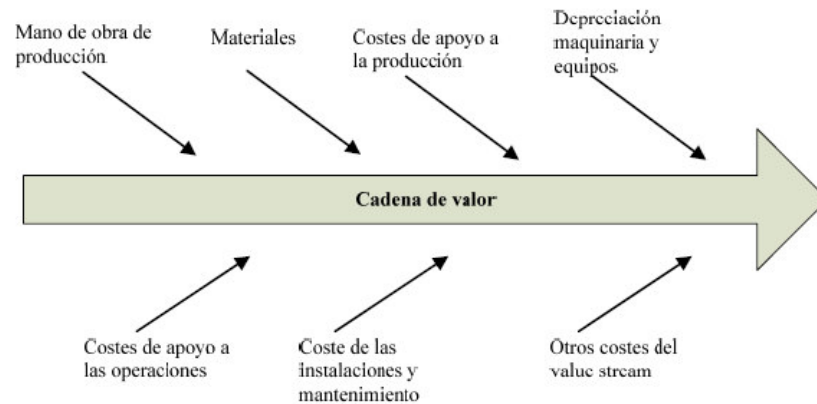 Mano de obra de
producción
Materiales
Costes de apoyo a
la producción
Depreciación
maquinaria y
equipos
Cadena de valor
Costes de apoyo a
las operaciones
Coste de las
instalaciones y
mantenimiento
Otros costes del
value stream